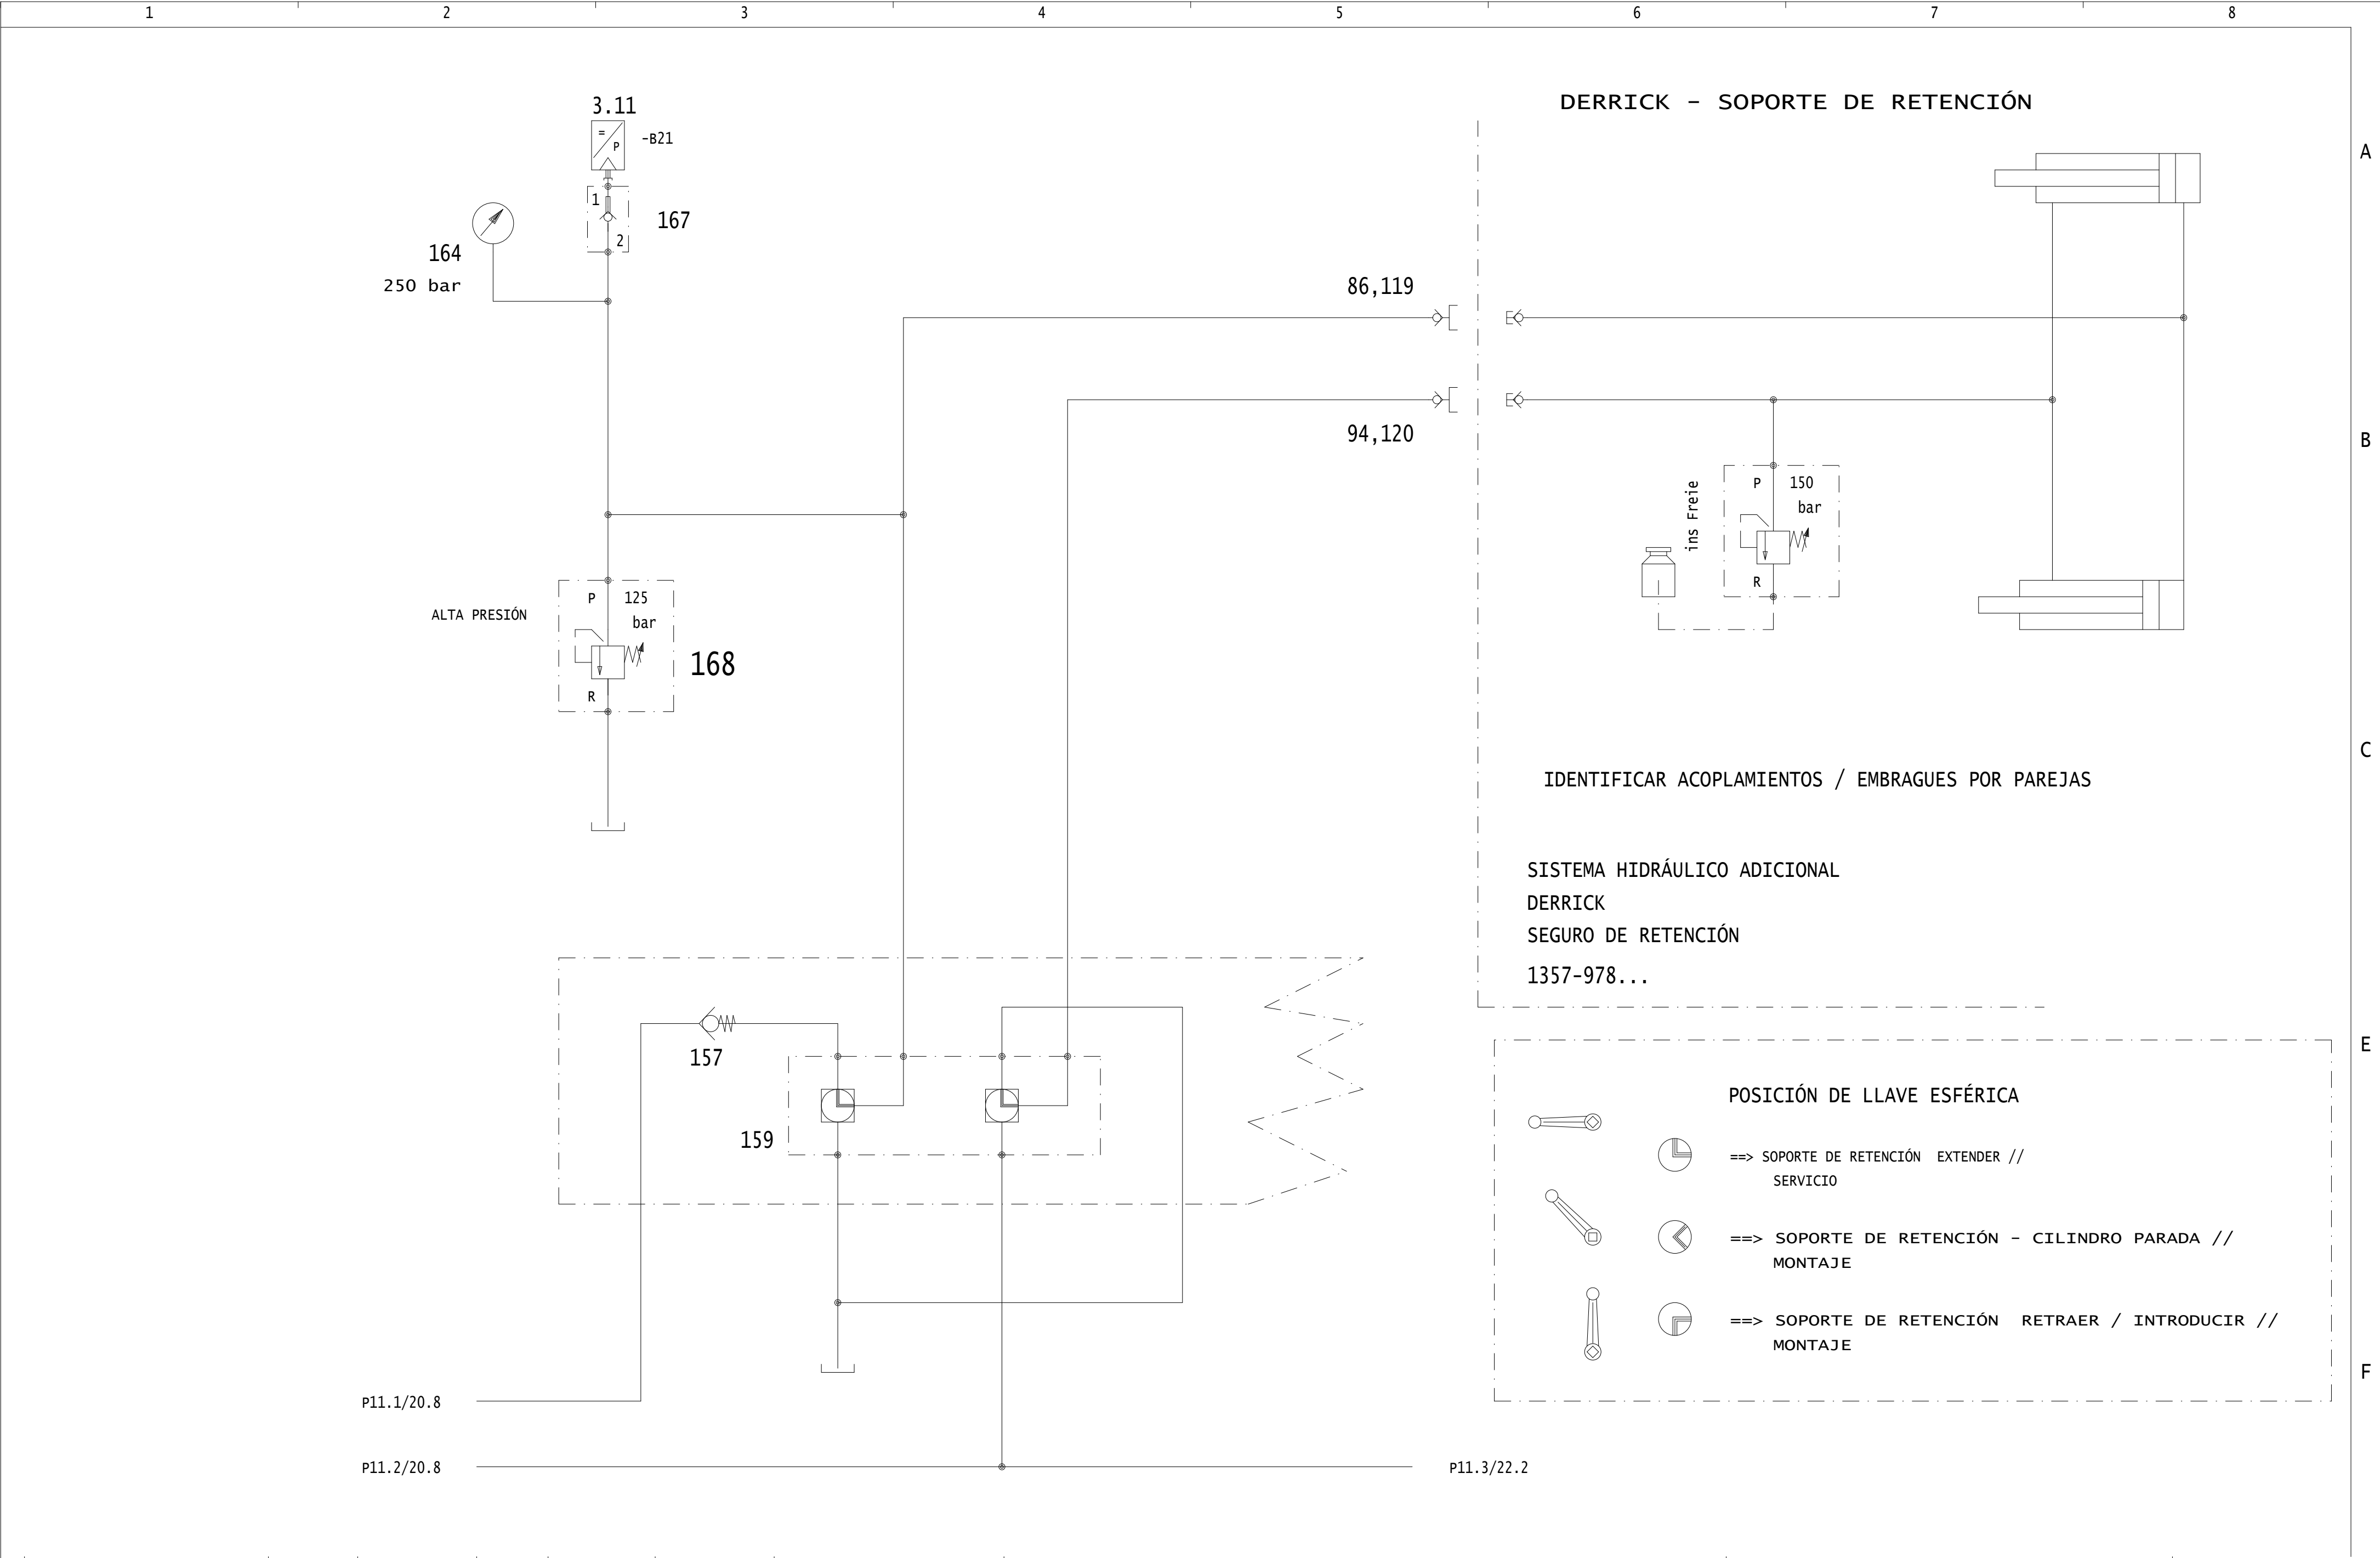 1 2 3 4 5 6 7 8
3.11
DERRICK - SOPORTE DE RETENCIÓN
=
P
-B21
A
1
167
2
164
250 bar
86,119
94,120
B
ins Freie
P 150
bar
R
ALTA PRESIÓN
P 125
bar
168
R
C
IDENTIFICAR ACOPLAMIENTOS / EMBRAGUES POR PAREJAS
SISTEMA HIDRÁULICO ADICIONAL
DERRICK
SEGURO DE RETENCIÓN
1357-978...
157
E
159
POSICIÓN DE LLAVE ESFÉRICA
==> SOPORTE DE RETENCIÓN EXTENDER //
SERVICIO
==> SOPORTE DE RETENCIÓN - CILINDRO PARADA //
MONTAJE
==> SOPORTE DE RETENCIÓN RETRAER / INTRODUCIR //
MONTAJE
F
P11.1/20.8
P11.2/20.8
P11.3/22.2